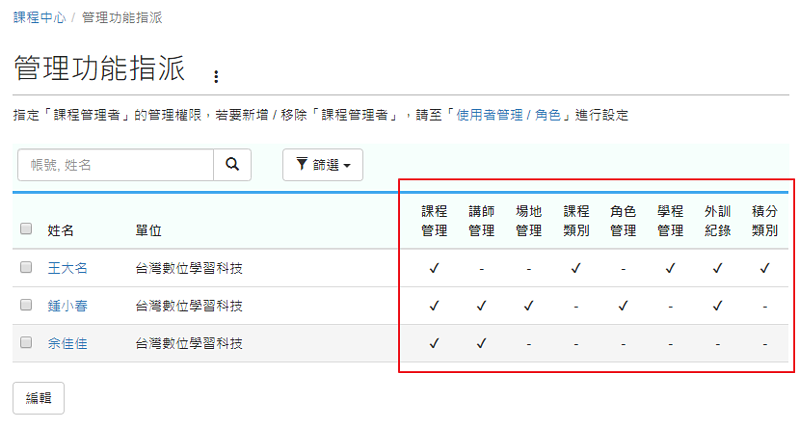 課程中心 / 管理功能指派
管理功能指派
指定「課程管理者」的管理權限，若要新增 / 移除「課程管理者」，請至「使用者管理 / 角色」進行設定
帳號, 姓名 篩選
姓名 單位 課程管理 講師管理 場地管理 課程類別 角色管理 學程管理 外訓紀錄 積分類別
王大名 台灣數位學習科技 ✓ - - ✓ - ✓ ✓ ✓
鍾小春 台灣數位學習科技 ✓ ✓ ✓ - ✓ - ✓ -
余佳佳 台灣數位學習科技 ✓ ✓ - - - - - -
編輯